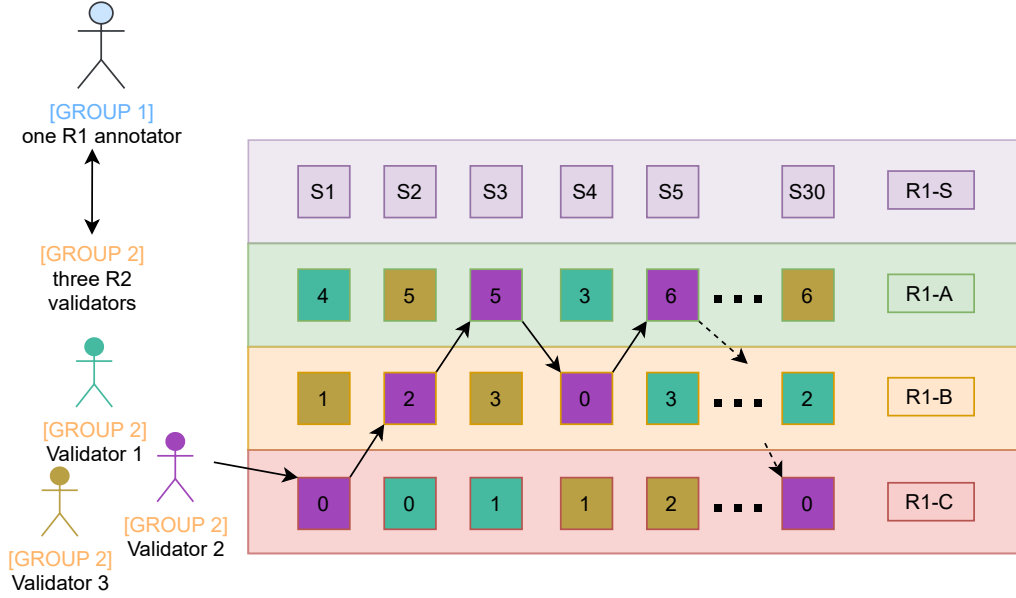 [GROUP 1]
one R1 annotator
[GROUP 2]
three R2
validators
[GROUP 2]
Validator 1
[GROUP 2]
Validator 2
[GROUP 2]
Validator 3
S1 S2 S3 S4 S5 S30 R1-S
4 5 5 3 6 6 R1-A
1 2 3 0 3 2 R1-B
0 0 1 1 2 0 R1-C